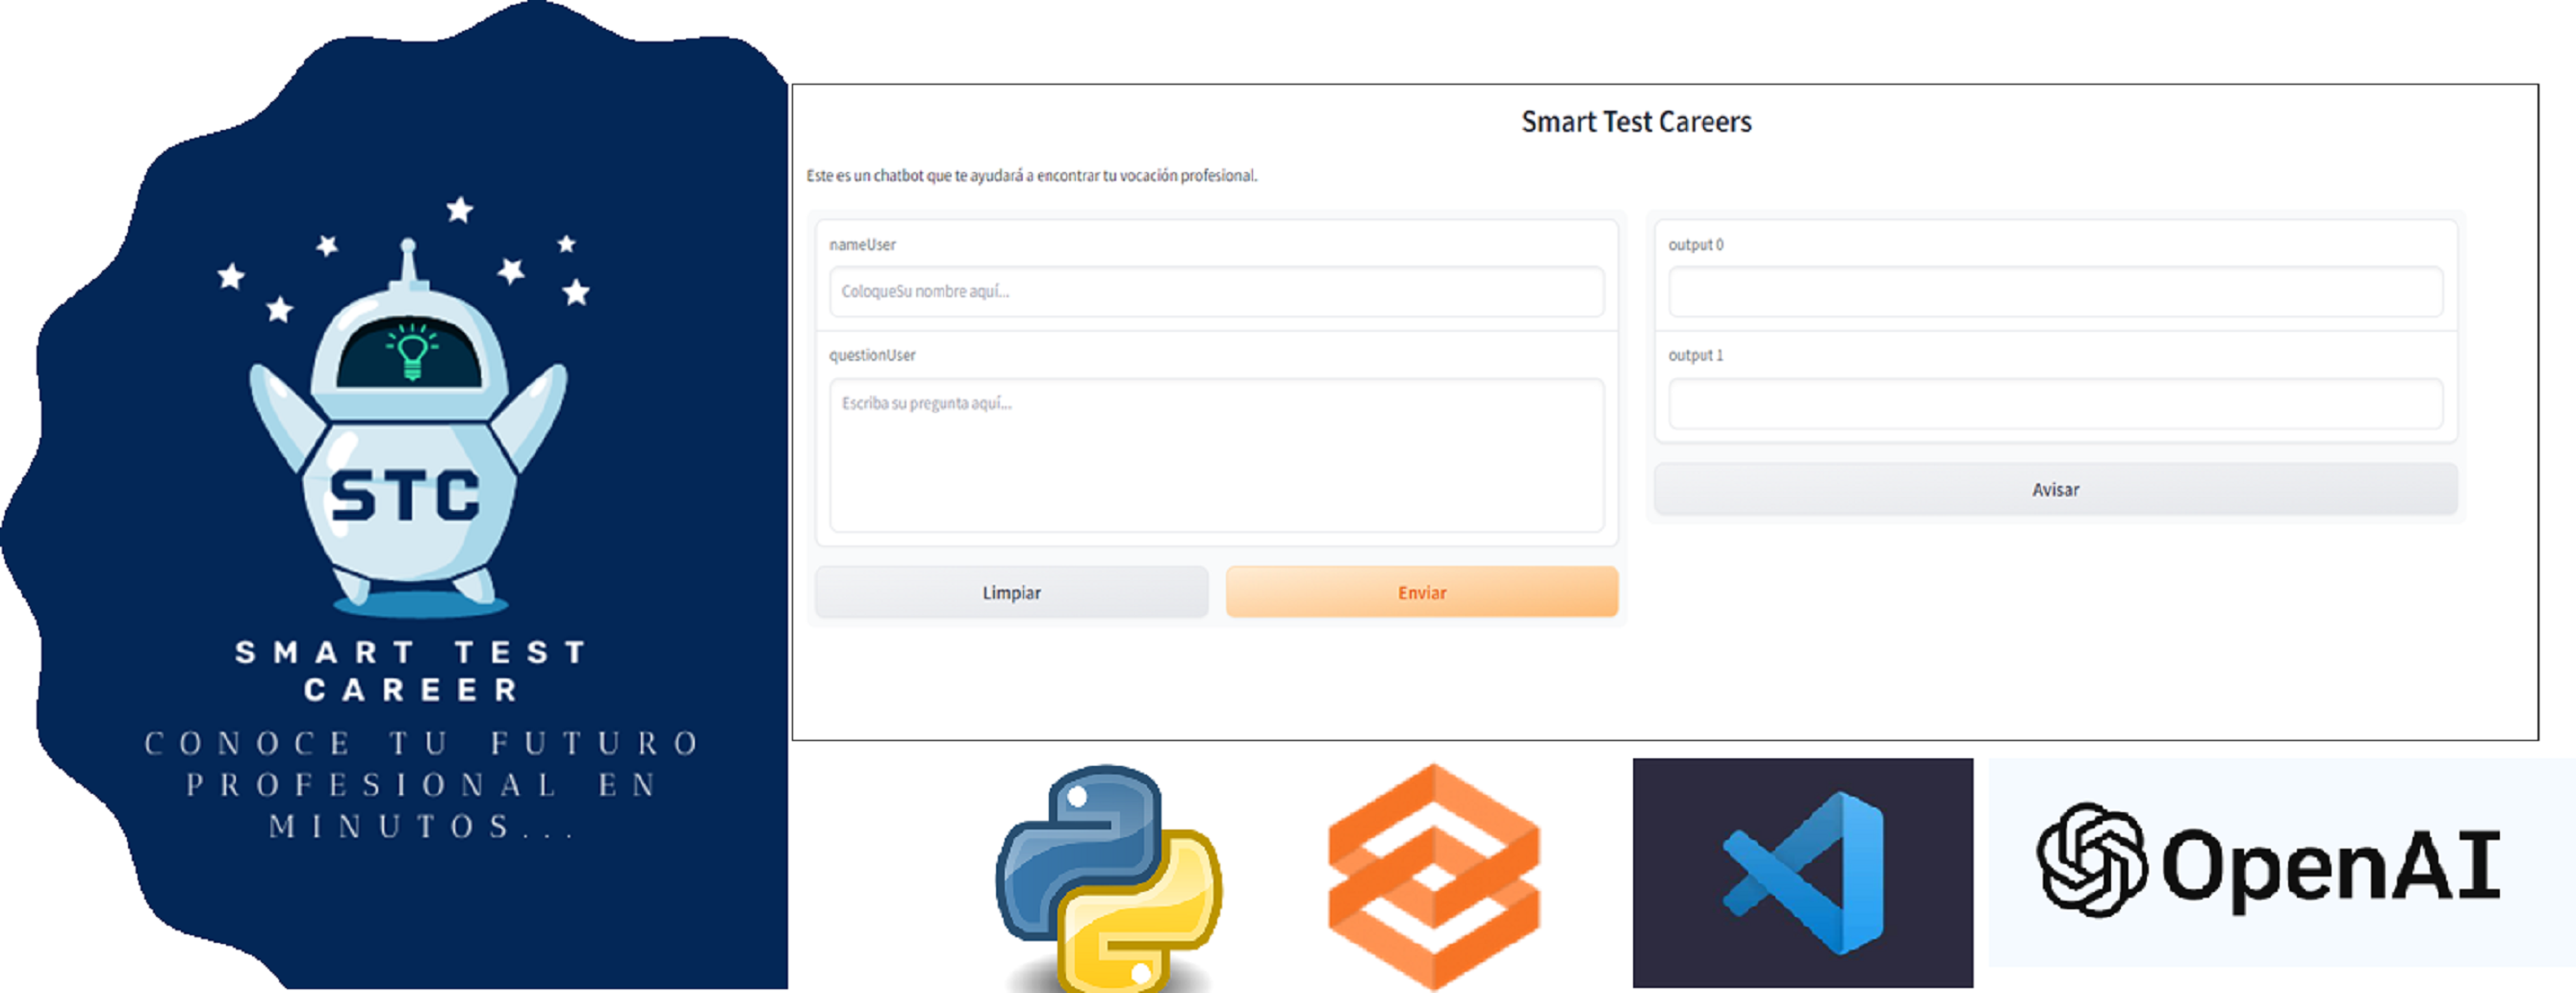 STC
SMART TEST
CAREER
CONOCE TU FUTURO
PROFESIONAL EN
MINUTOS...
Smart Test Careers
Este es un chatbot que te ayudará a encontrar tu vocación profesional.
nameUser
ColoqueSu nombre aquí...
questionUser
Escriba su pregunta aquí...
Limpiar
Enviar
output 0
output 1
Avisar
OpenAI